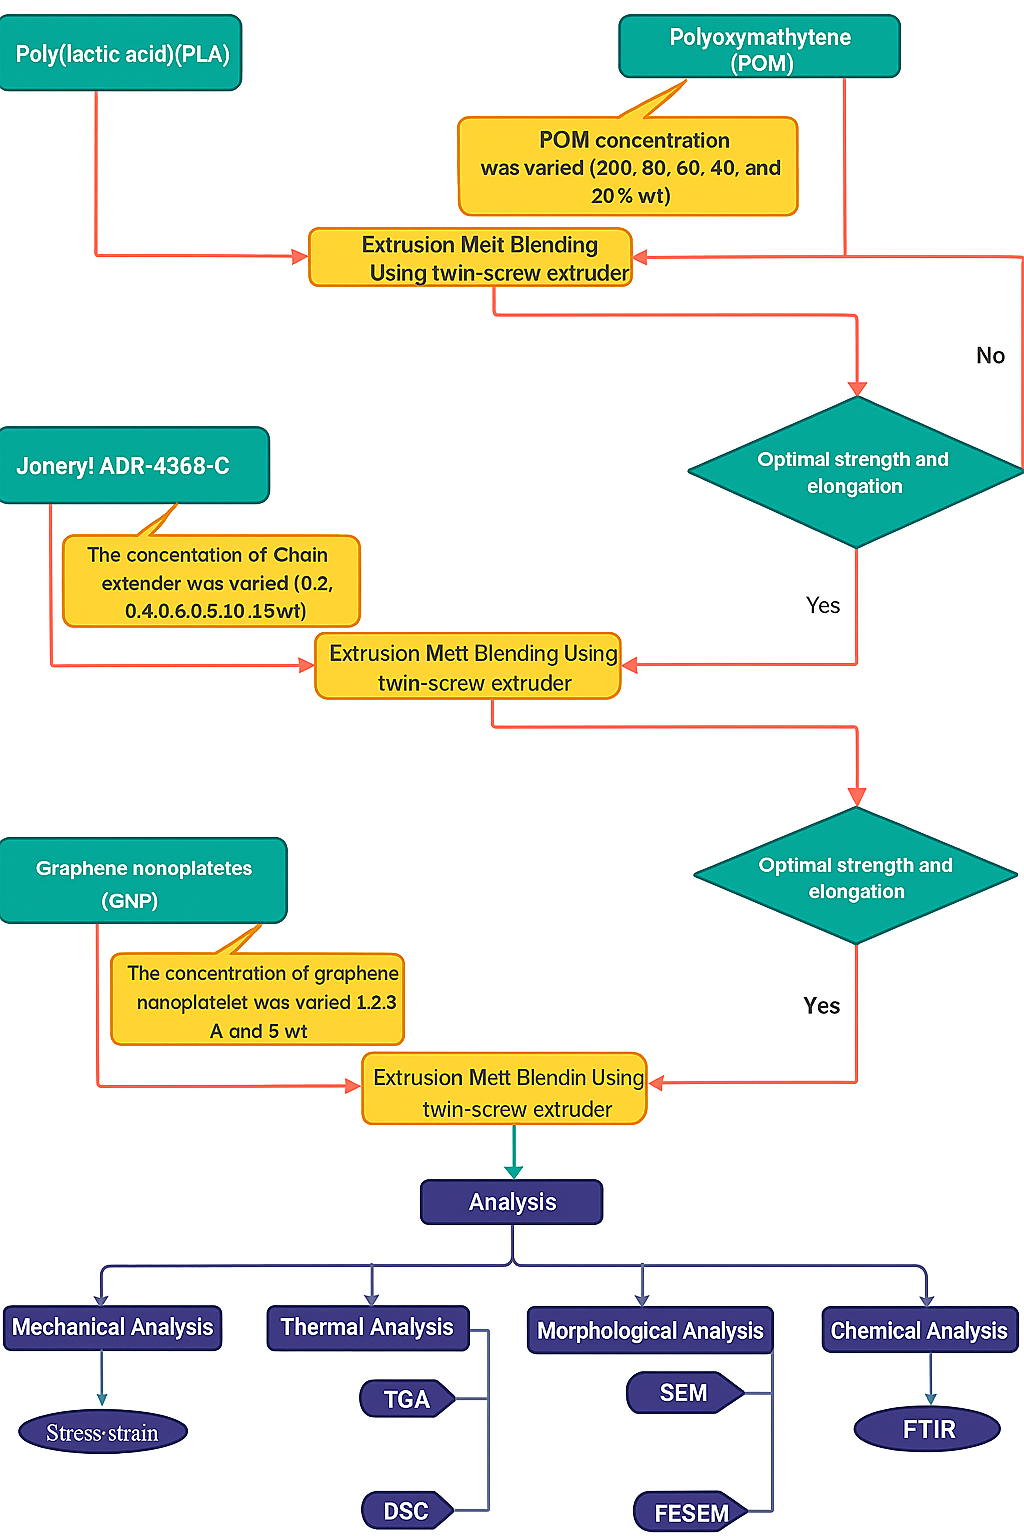 Poly(lactic acid)(PLA)
Polyoxymathytene
(POM)
POM concentration
was varied (200, 80, 60, 40, and
20% wt)
Extrusion Meit Blending
Using twin-screw extruder
No
Optimal strength and
elongation
Jonery! ADR-4368-C
The concentation of Chain
extender was varied (0.2,
0.4.0.6.0.5.10.15wt)
Yes
Extrusion Mett Blending Using
twin-screw extruder
Optimal strength and
elongation
Graphene nonoplatetes
(GNP)
The concentration of graphene
nanoplatelet was varied 1.2.3
A and 5 wt
Yes
Extrusion Mett Blendin Using
twin-screw extruder
Analysis
Mechanical Analysis
Thermal Analysis
Morphological Analysis
Chemical Analysis
Stress·strain
TGA
SEM
FTIR
DSC
FESEM